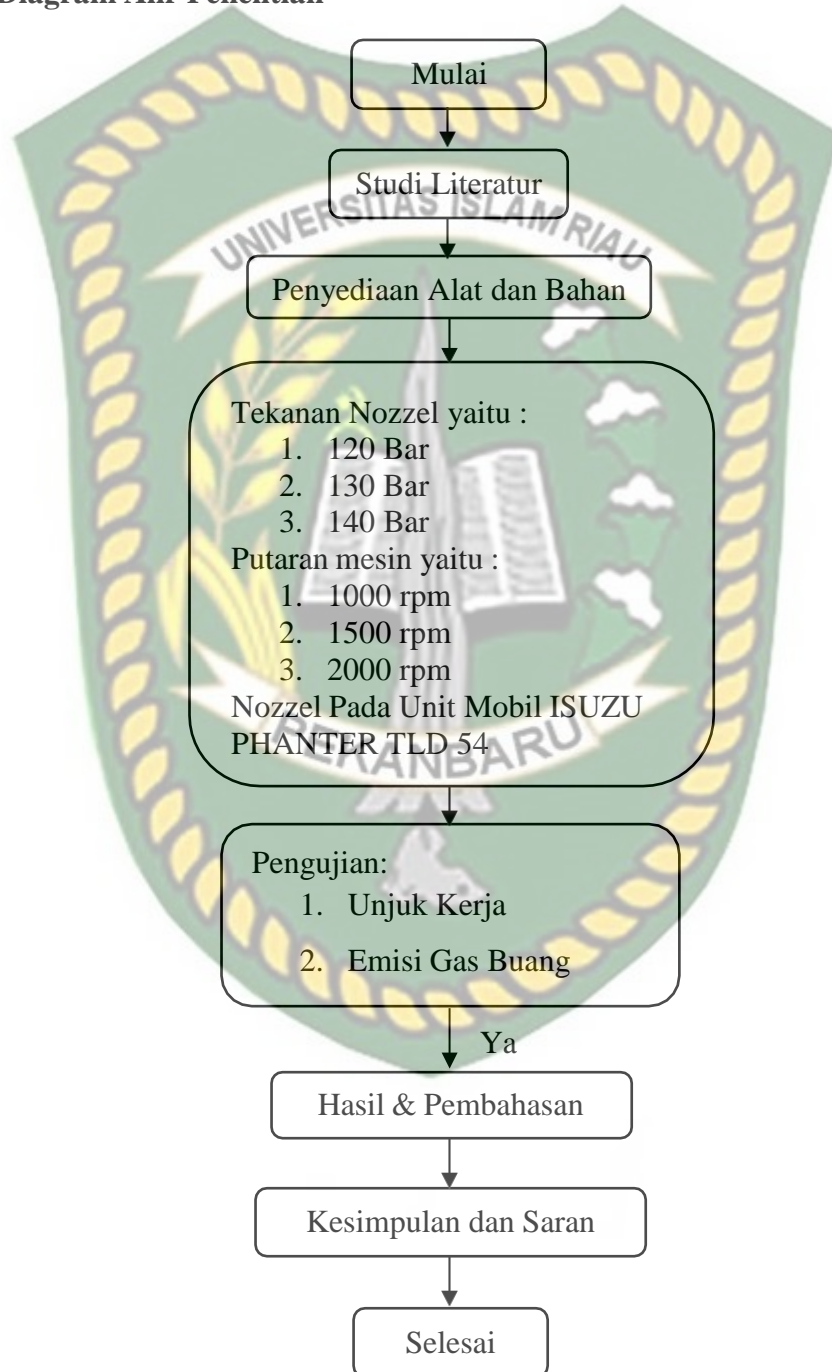 Diagram Alir Penelitian
Mulai
Studi Literatur
UNIVERSITAS ISLAM RIAU
Penyediaan Alat dan Bahan
Tekanan Nozzel yaitu :
1. 120 Bar
2. 130 Bar
3. 140 Bar
Putaran mesin yaitu :
1. 1000 rpm
2. 1500 rpm
3. 2000 rpm
Nozzel Pada Unit Mobil ISUZU
PHANTER TLD 54
PEKANBARU
Pengujian:
1. Unjuk Kerja
2. Emisi Gas Buang
Ya
Hasil & Pembahasan
Kesimpulan dan Saran
Selesai